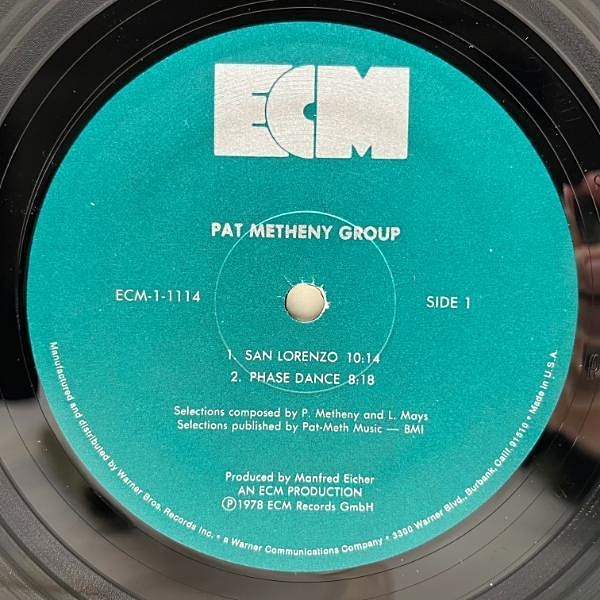 ECM
PAT METHENY GROUP
ECM-1-1114
SIDE 1
1. SAN LORENZO 10:14
2. PHASE DANCE 8:18
Selections composed by P. Metheny and L. Mays
Selections published by Pat-Meth Music — BMI
Produced by Manfred Eicher
AN ECM PRODUCTION
Ⓟ1978 ECM Records GmbH
Manufactured and distributed by Warner Bros. Records Inc. • a Warner Communications Company • 3300 Warner Blvd., Burbank, Calif. 91510 • Made in U.S.A.